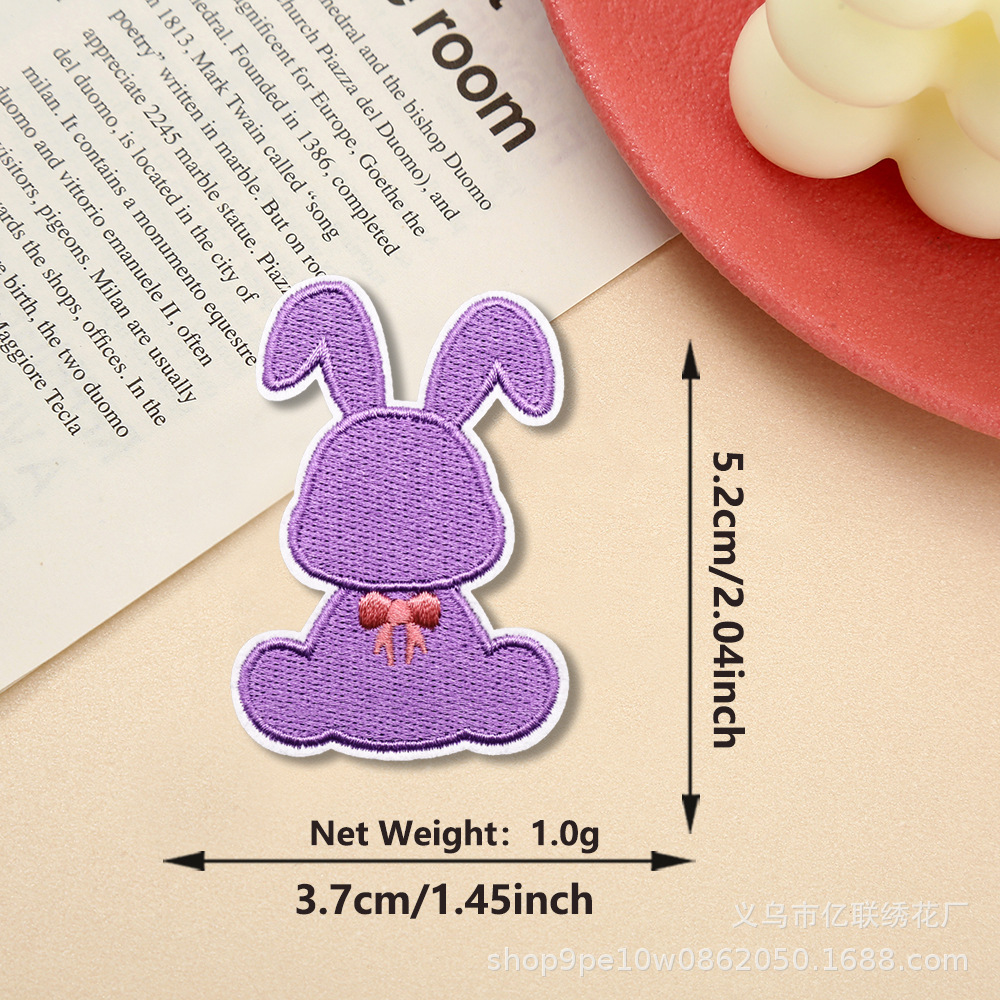 room
hedral and the bishop Duomo
hurch Piazza del Duomo), and
gnificent for Europe, Goethe the
edral. Founded in 1386, completed
1813, Mark Twain called “song
poetry” written in marble. But on roo
appreciate 2245 marble statue. Piaz
del duomo, is located in the city of
milan. It contains a monumento equestre
duomo and vittorio emanuele II, often
visitors, pigeons. Milan are usually
ards the shops, offices. In the
birth, the two duomo
Maggiore Tecla
5.2cm/2.04inch
Net Weight：1.0g
3.7cm/1.45inch
义乌市亿联绣花厂
shop9pe10w0862050.1688.com